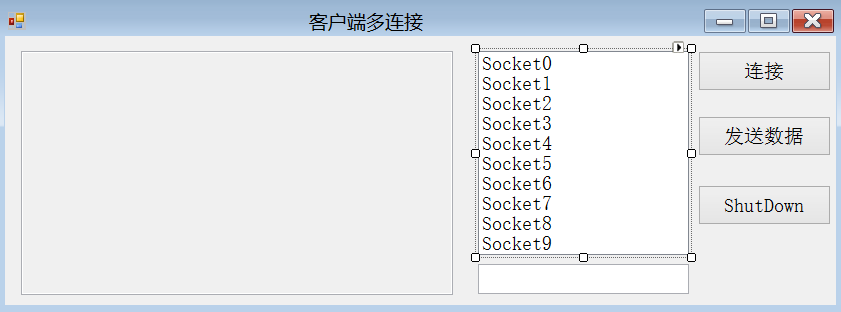 客户端多连接
Socket0
Socket1
Socket2
Socket3
Socket4
Socket5
Socket6
Socket7
Socket8
Socket9
连接
发送数据
ShutDown